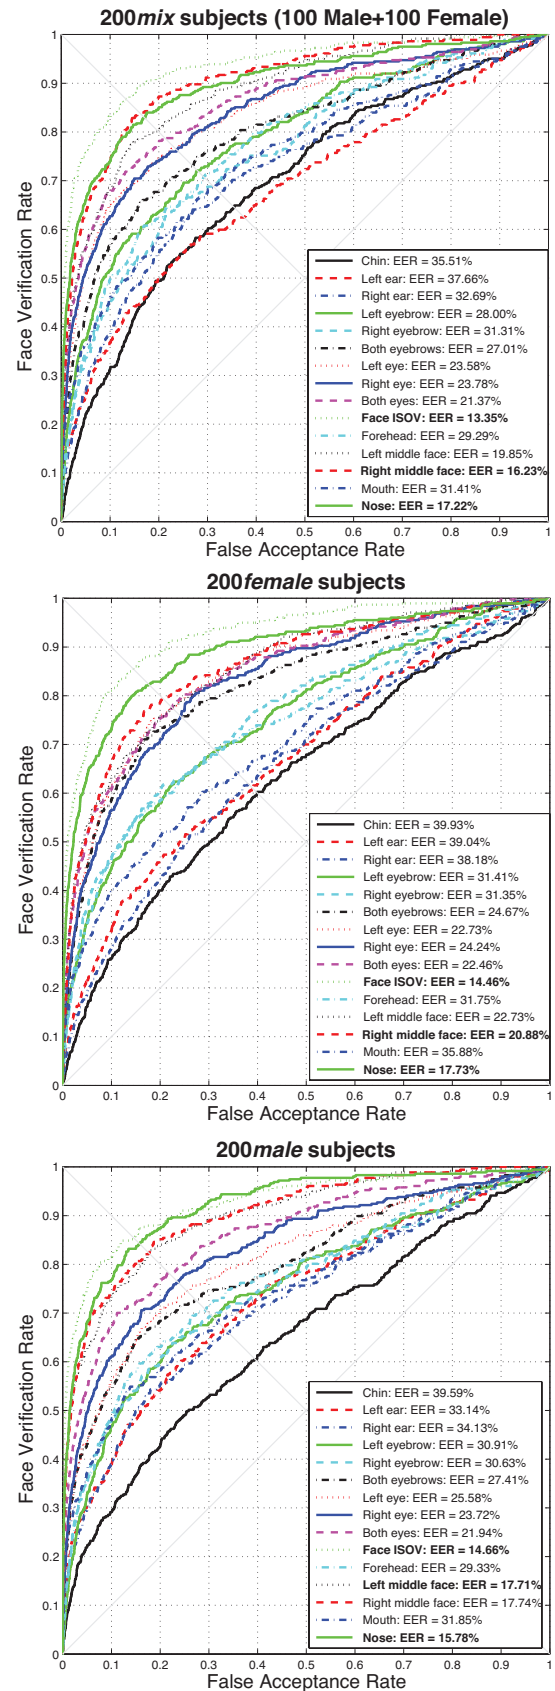 200mix subjects (100 Male+100 Female)
1
0.9
0.8
0.7
0.6
0.5
0.4
0.3
0.2
0.1
0
Face Verification Rate
Chin: EER = 35.51%
Left ear: EER = 37.66%
Right ear: EER = 32.69%
Left eyebrow: EER = 28.00%
Right eyebrow: EER = 31.31%
Both eyebrows: EER = 27.01%
Left eye: EER = 23.58%
Right eye: EER = 23.78%
Both eyes: EER = 21.37%
Face ISOV: EER = 13.35%
Forehead: EER = 29.29%
Left middle face: EER = 19.85%
Right middle face: EER = 16.23%
Mouth: EER = 31.41%
Nose: EER = 17.22%
0 0.1 0.2 0.3 0.4 0.5 0.6 0.7 0.8 0.9 1
False Acceptance Rate
200female subjects
1
0.9
0.8
0.7
0.6
0.5
0.4
0.3
0.2
0.1
0
Face Verification Rate
Chin: EER = 39.93%
Left ear: EER = 39.04%
Right ear: EER = 38.18%
Left eyebrow: EER = 31.41%
Right eyebrow: EER = 31.35%
Both eyebrows: EER = 24.67%
Left eye: EER = 22.73%
Right eye: EER = 24.24%
Both eyes: EER = 22.46%
Face ISOV: EER = 14.46%
Forehead: EER = 31.75%
Left middle face: EER = 22.73%
Right middle face: EER = 20.88%
Mouth: EER = 35.88%
Nose: EER = 17.73%
0 0.1 0.2 0.3 0.4 0.5 0.6 0.7 0.8 0.9 1
False Acceptance Rate
200male subjects
1
0.9
0.8
0.7
0.6
0.5
0.4
0.3
0.2
0.1
0
Face Verification Rate
Chin: EER = 39.59%
Left ear: EER = 33.14%
Right ear: EER = 34.13%
Left eyebrow: EER = 30.91%
Right eyebrow: EER = 30.63%
Both eyebrows: EER = 27.41%
Left eye: EER = 25.58%
Right eye: EER = 23.72%
Both eyes: EER = 21.94%
Face ISOV: EER = 14.66%
Forehead: EER = 29.33%
Left middle face: EER = 17.71%
Right middle face: EER = 17.74%
Mouth: EER = 31.85%
Nose: EER = 15.78%
0 0.1 0.2 0.3 0.4 0.5 0.6 0.7 0.8 0.9 1
False Acceptance Rate